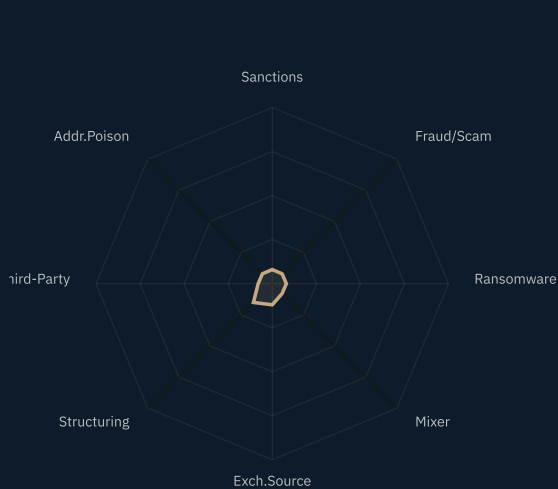 Sanctions
Addr.Poison
Fraud/Scam
hird-Party
Ransomware
Structuring
Mixer
Exch.Source